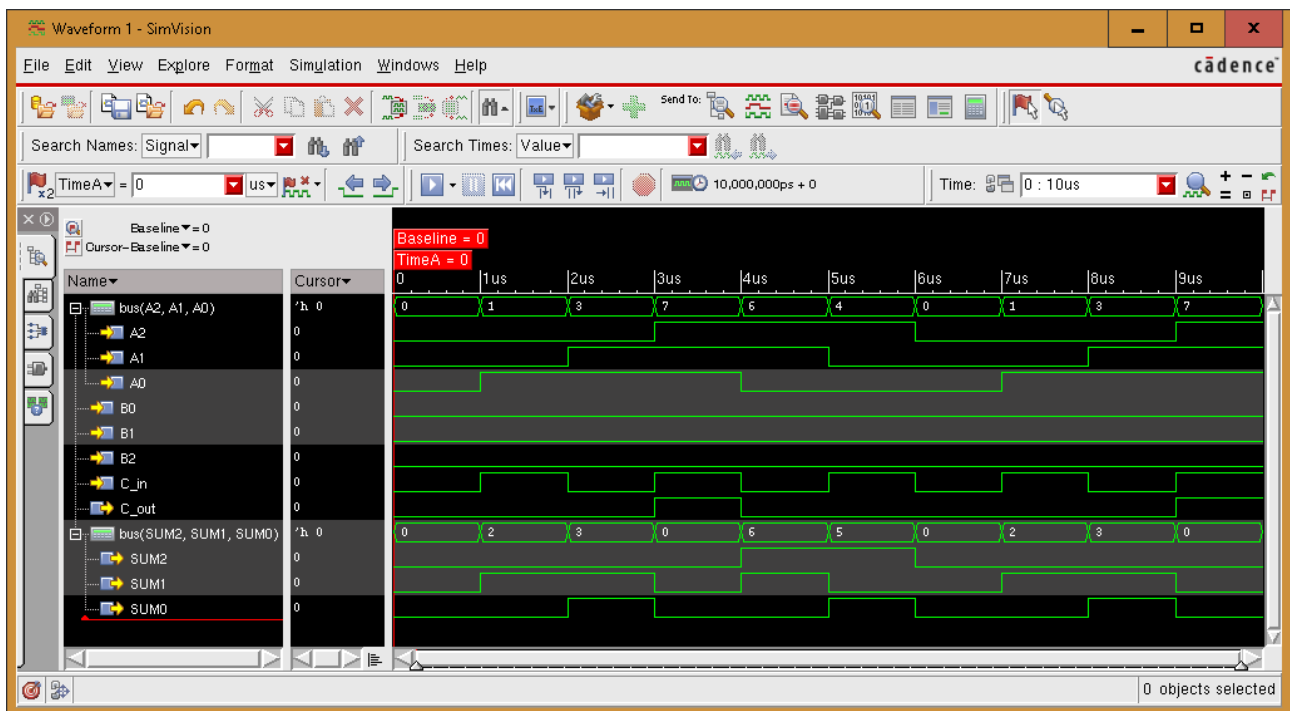 Waveform 1 - SimVision
File Edit View Explore Format Simulation Windows Help
cādence
Send To:
Search Names: Signal
Search Times: Value
x2 TimeA = 0 us
10,000,000ps + 0
Time: 0 : 10us
Baseline = 0
Cursor-Baseline = 0
Baseline = 0
TimeA = 0
Name Cursor 0 1us 2us 3us 4us 5us 6us 7us 8us 9us
bus(A2, A1, A0) 'h 0 0 1 3 7 6 4 0 1 3 7
A2 0
A1 0
A0 0
B0 0
B1 0
B2 0
C_in 0
C_out 0
bus(SUM2, SUM1, SUM0) 'h 0 0 2 3 0 6 5 0 2 3 0
SUM2 0
SUM1 0
SUM0 0
0 objects selected